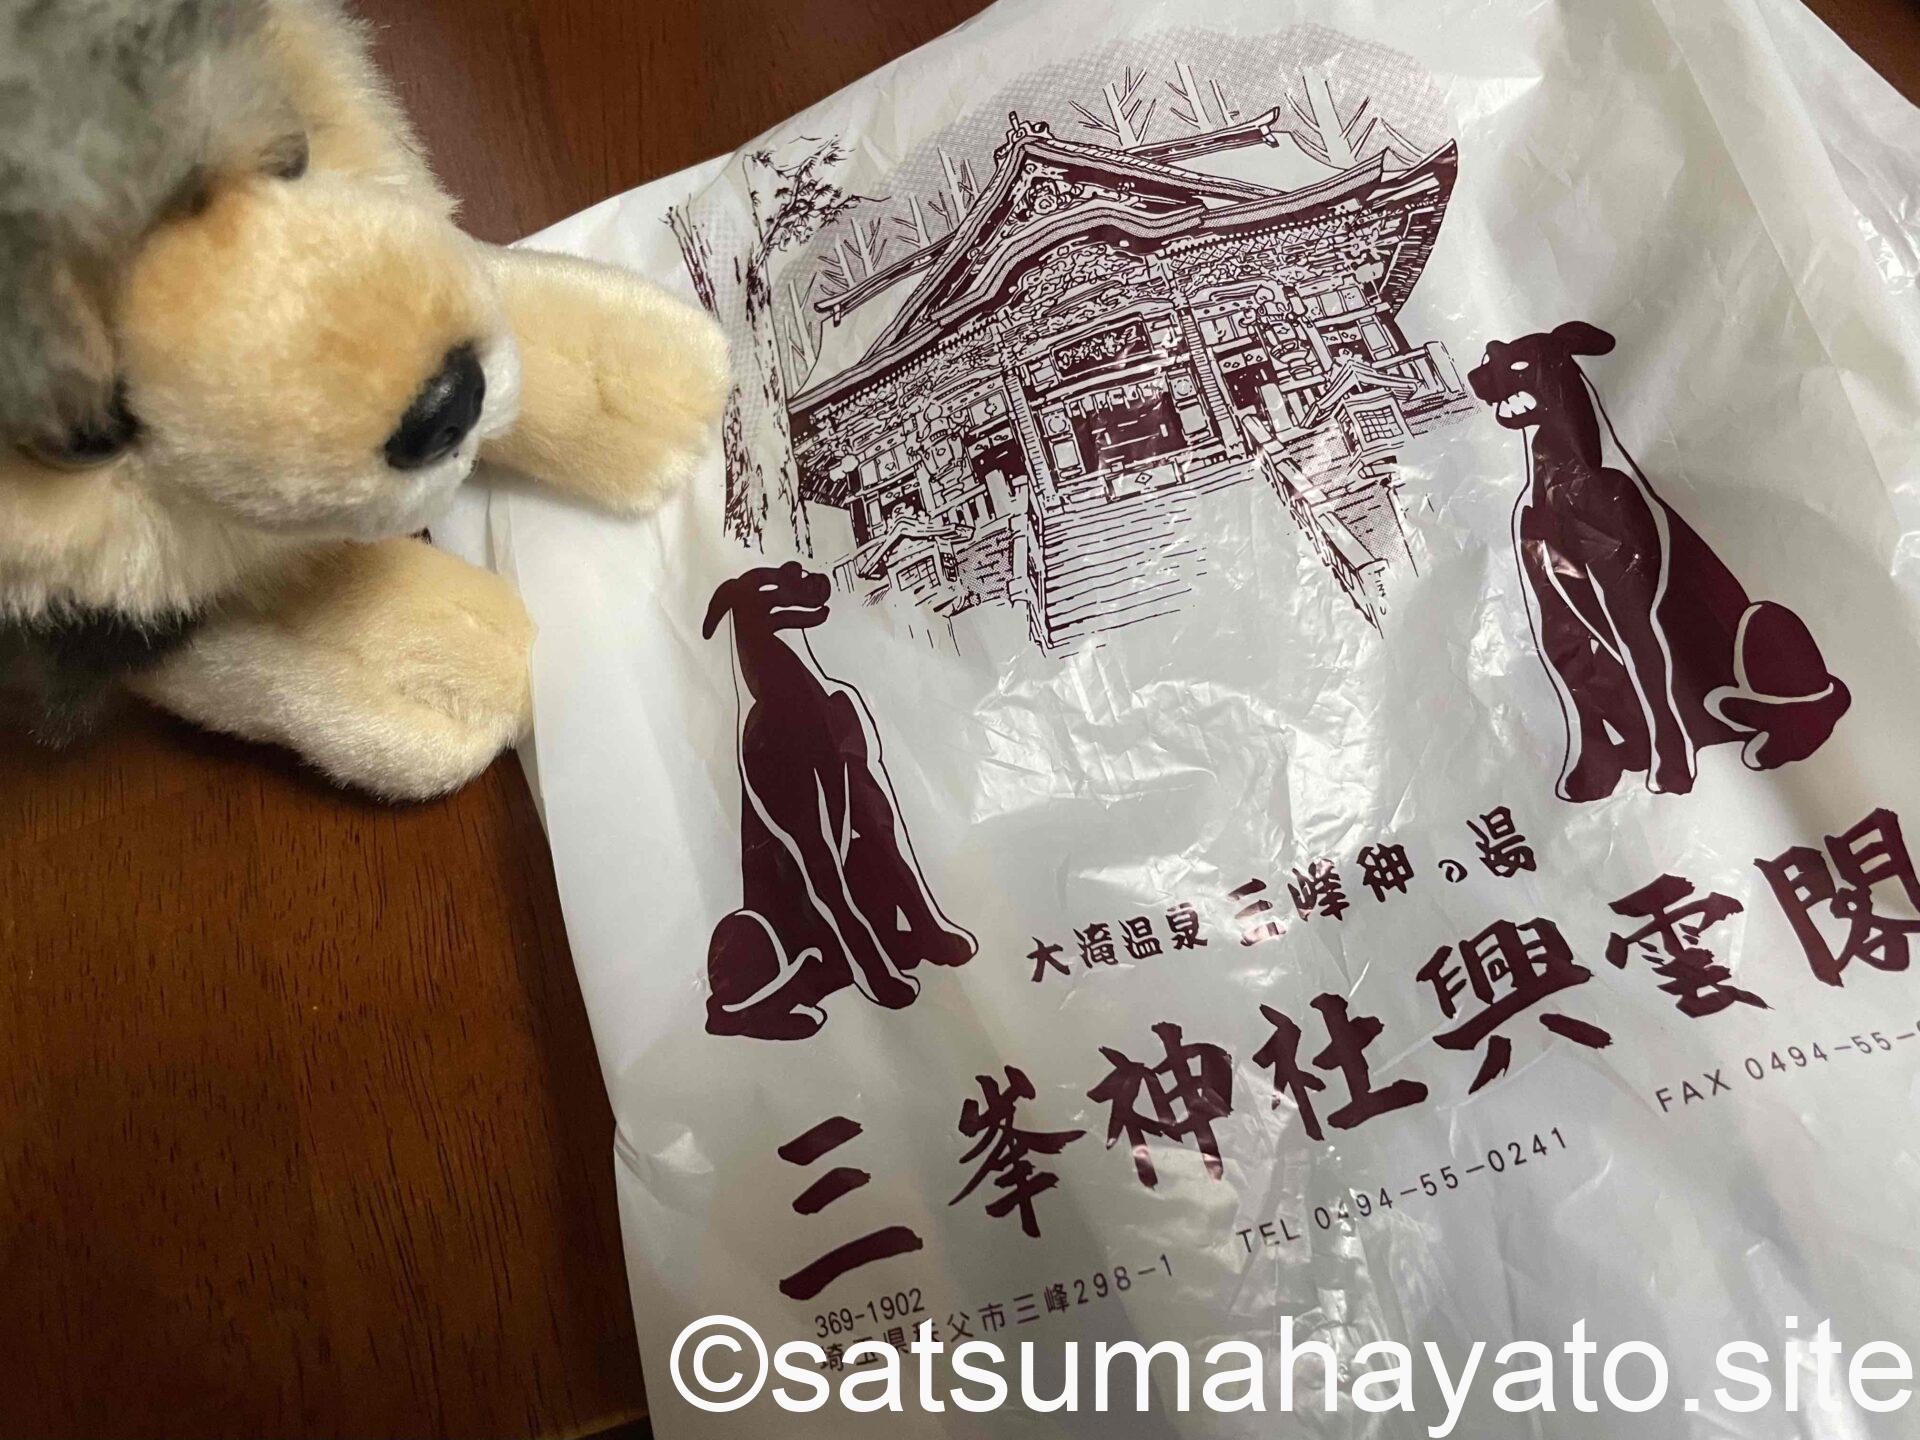 大滝温泉 三峰神の湯
三峯神社興雲閣
TEL 0494-55-0241
FAX 0494-55-
369-1902
埼玉県秩父市三峰298-1
©satsumahayato.site